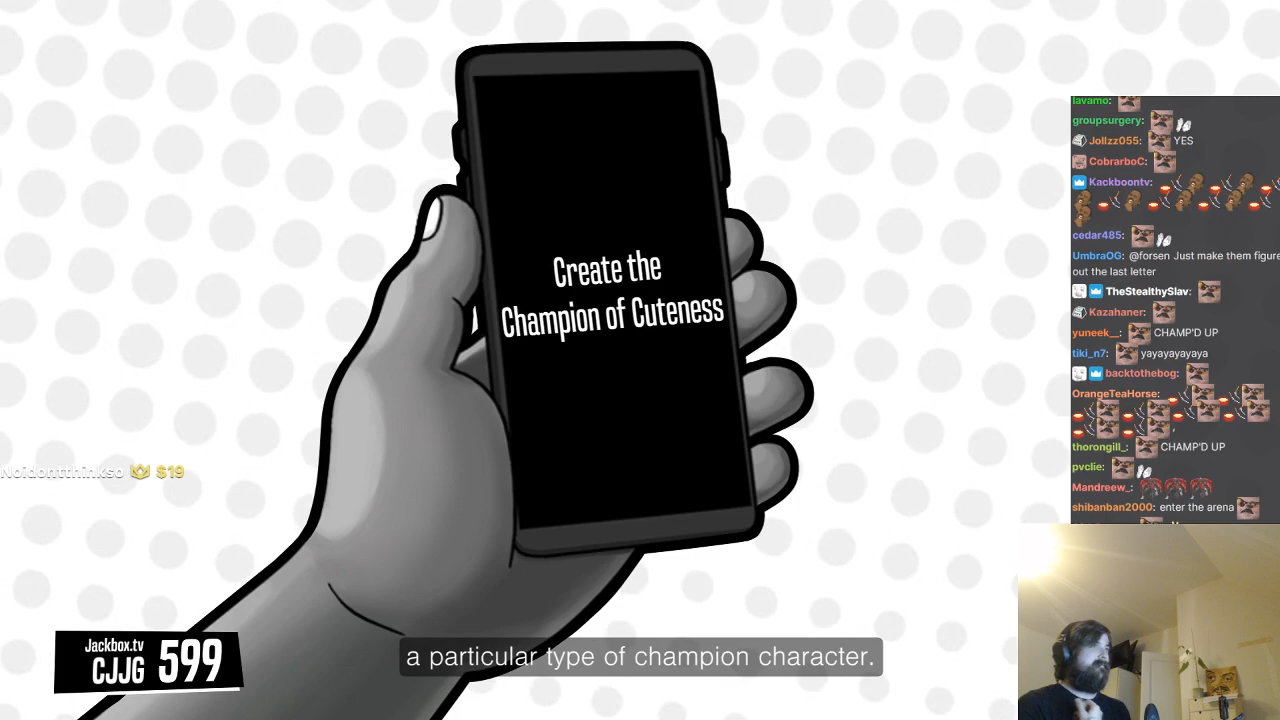 Create the
Champion of Cuteness
lavamo:
groupsurgery:
Jollzz055: YES
CobrarboC:
Kackboontv:
cedar485:
UmbraOG: @forsen Just make them figure
out the last letter
TheStealthySlav:
Kazahaner:
yuneek__: CHAMP'D UP
tiki_n7: yayayayayaya
backtothebog:
OrangeTeaHorse:
,
thorongill_: CHAMP'D UP
pvclie:
Mandreew_:
shibanban2000: enter the arena
Noidontthinkso $19
Jackbox.tv
CJJG 599
a particular type of champion character.